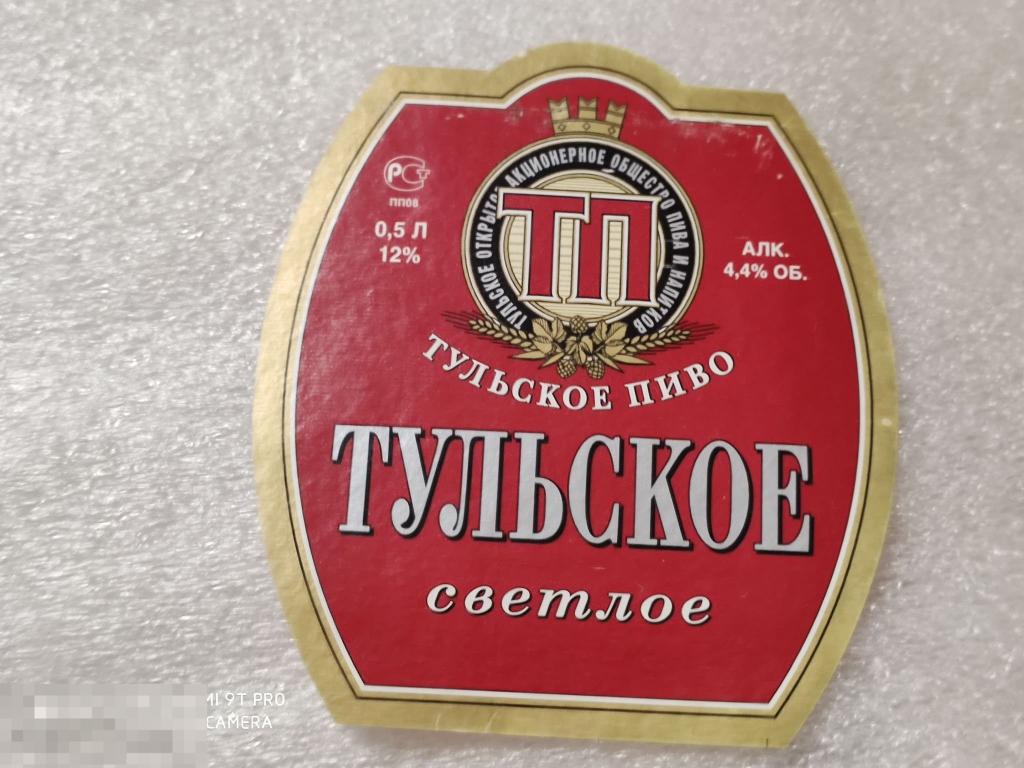 ТУЛЬСКОЕ ОТКРЫТОЕ АКЦИОНЕРНОЕ ОБЩЕСТВО ПИВА И НАПИТКОВ
ТП
РСТ
ПП08
0,5 Л
12%
АЛК.
4,4% ОБ.
ТУЛЬСКОЕ ПИВО
ТУЛЬСКОЕ
светлое
MI 9T PRO
CAMERA